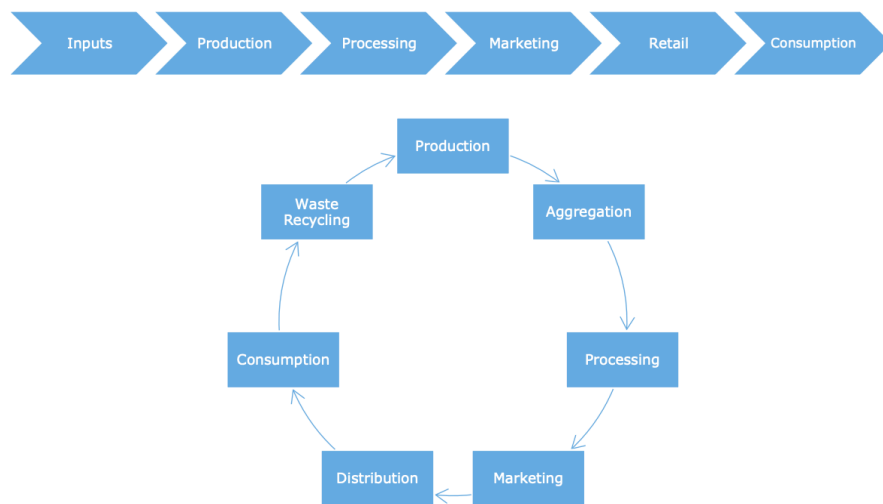 Inputs
Production
Processing
Marketing
Retail
Consumption
Production
Aggregation
Processing
Marketing
Distribution
Consumption
Waste
Recycling